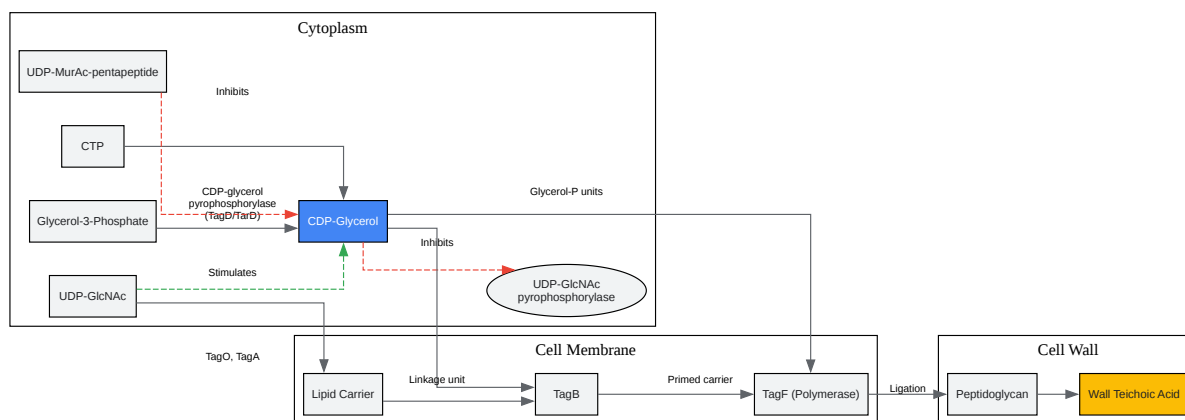 Cytoplasm
UDP-MurAc-pentapeptide
Inhibits
CTP
CDP-glycerol
pyrophosphorylase
(TagD/TarD)
Glycerol-P units
Glycerol-3-Phosphate
CDP-Glycerol
Inhibits
Stimulates
UDP-GlcNAc
UDP-GlcNAc
pyrophosphorylase
Cell Membrane
Cell Wall
TagO, TagA
Lipid Carrier
Linkage unit
TagB
Primed carrier
TagF (Polymerase)
Ligation
Peptidoglycan
Wall Teichoic Acid